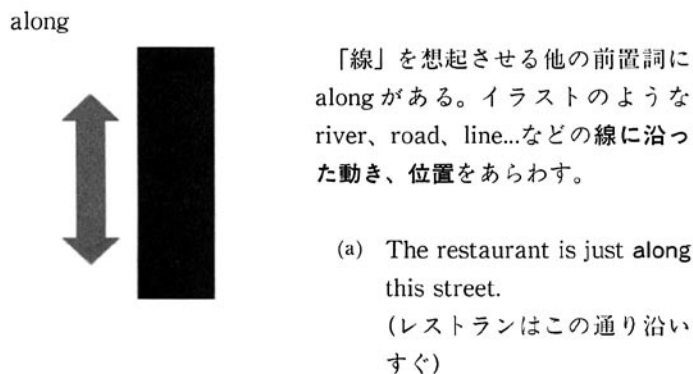 along
「線」を想起させる他の前置詞に
along がある。イラストのような
river、road、line...などの線に沿っ
た動き、位置をあらわす。
(a) The restaurant is just along
this street.
(レストランはこの通り沿い
すぐ)